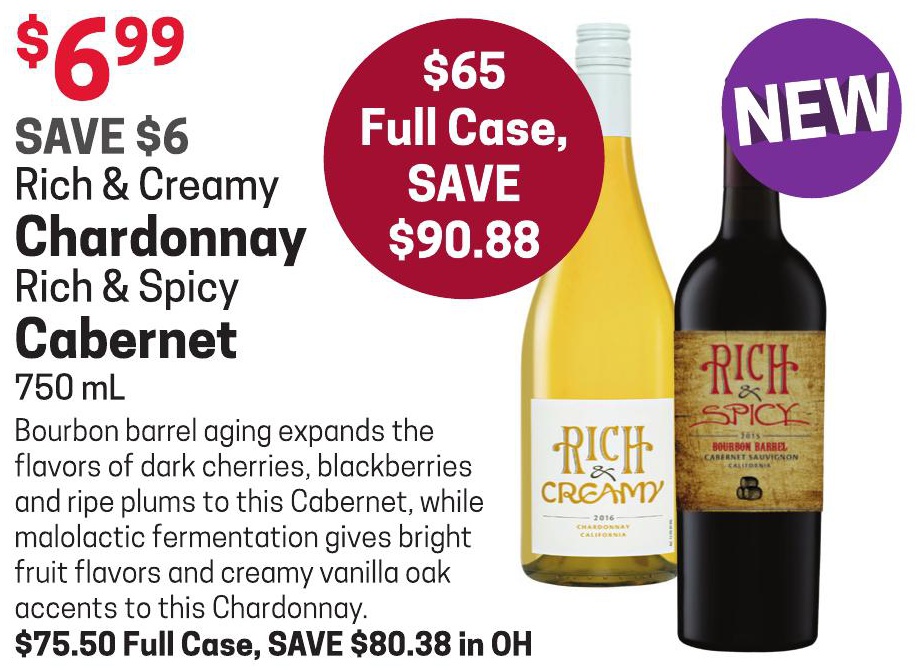 $6.99
SAVE $6
Rich & Creamy
Chardonnay
Rich & Spicy
Cabernet
750 mL
Bourbon barrel aging expands the
flavors of dark cherries, blackberries
and ripe plums to this Cabernet, while
malolactic fermentation gives bright
fruit flavors and creamy vanilla oak
accents to this Chardonnay.
$75.50 Full Case, SAVE $80.38 in OH
$65
Full Case,
SAVE
$90.88
NEW
RICH
&
CREAMY
2016
CHARDONNAY
CALIFORNIA
RICH
&
SPICY
2015
BOURBON BARREL
CABERNET SAUVIGNON
CALIFORNIA